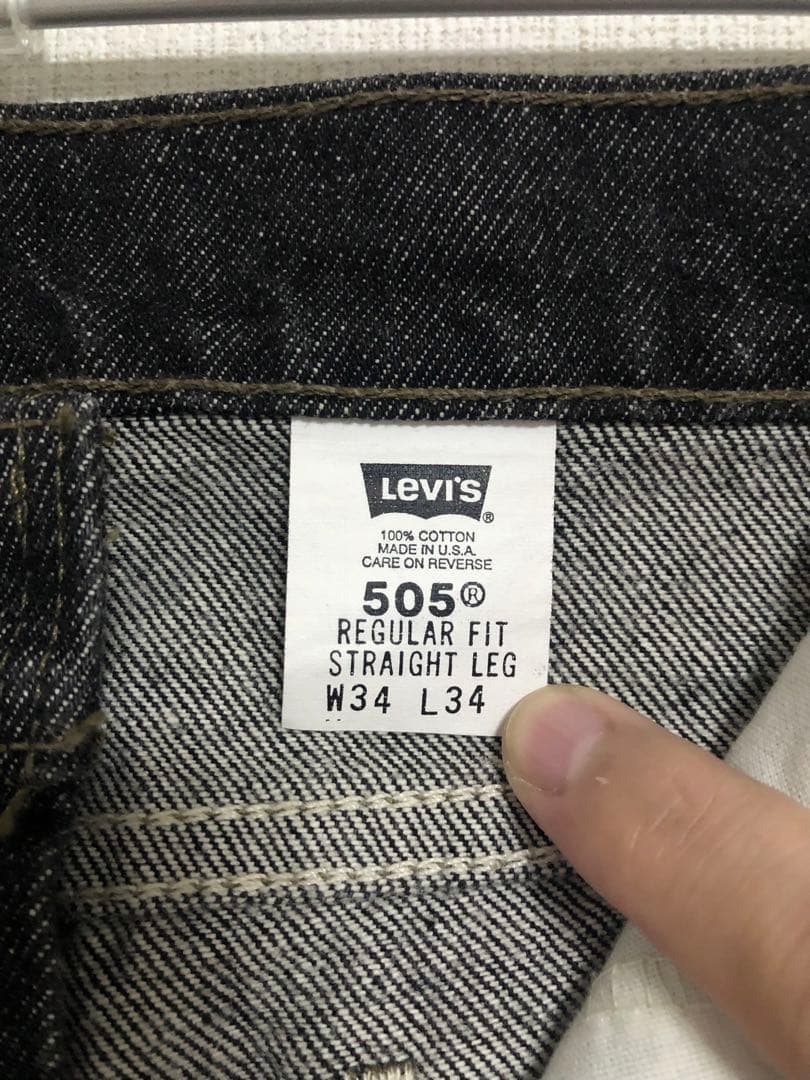 Levi's®
100% COTTON
MADE IN U.S.A.
CARE ON REVERSE
505®
REGULAR FIT
STRAIGHT LEG
W34 L34